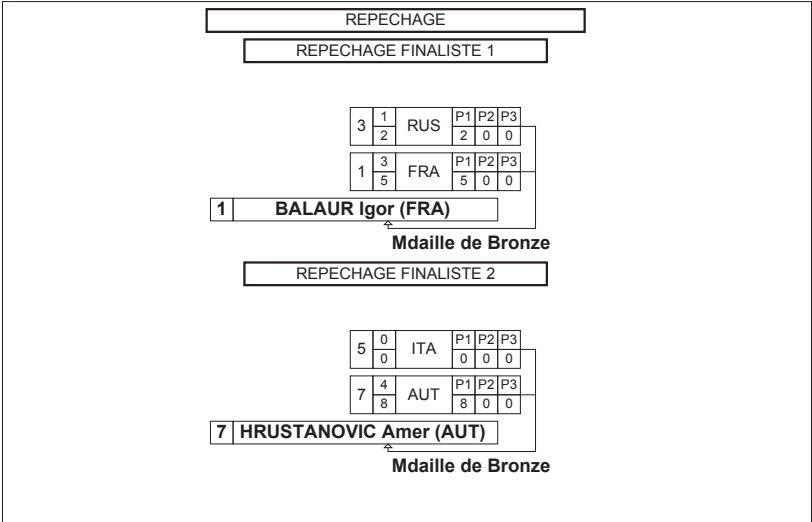 REPECHAGE
REPECHAGE FINALISTE 1
3 1 RUS P1 P2 P3
2 2 0 0
1 3 FRA P1 P2 P3
5 5 0 0
1 BALAUR Igor (FRA)
Mdaille de Bronze
REPECHAGE FINALISTE 2
5 0 ITA P1 P2 P3
0 0 0 0
7 4 AUT P1 P2 P3
8 8 0 0
7 HRUSTANOVIC Amer (AUT)
Mdaille de Bronze